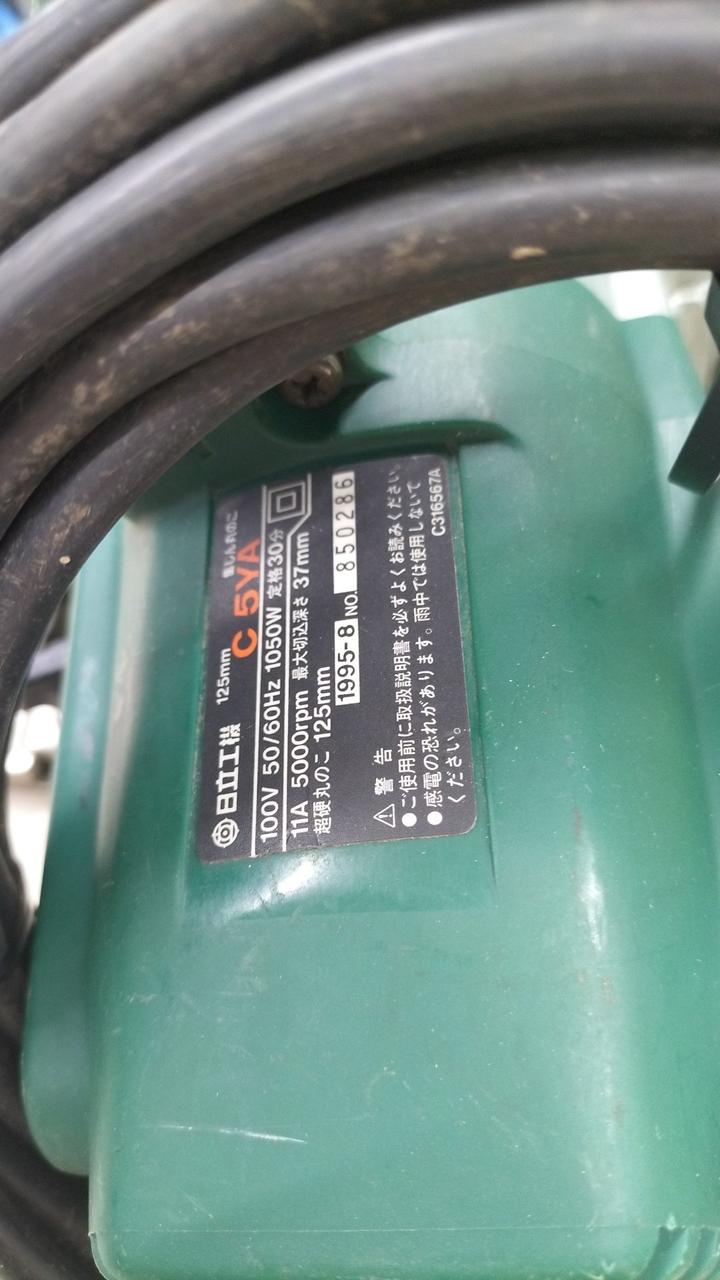 日立工機 125mm 集じん丸のこ
C 5YA
100V 50/60Hz 1050W 定格30分
11A 5000rpm 最大切込深さ 37mm
超硬丸のこ 125mm
1995-8 NO. 850286
警告
●ご使用前に取扱説明書を必ずよくお読みください。
●感電の恐れがあります。雨中では使用しないで
ください。
C316567A